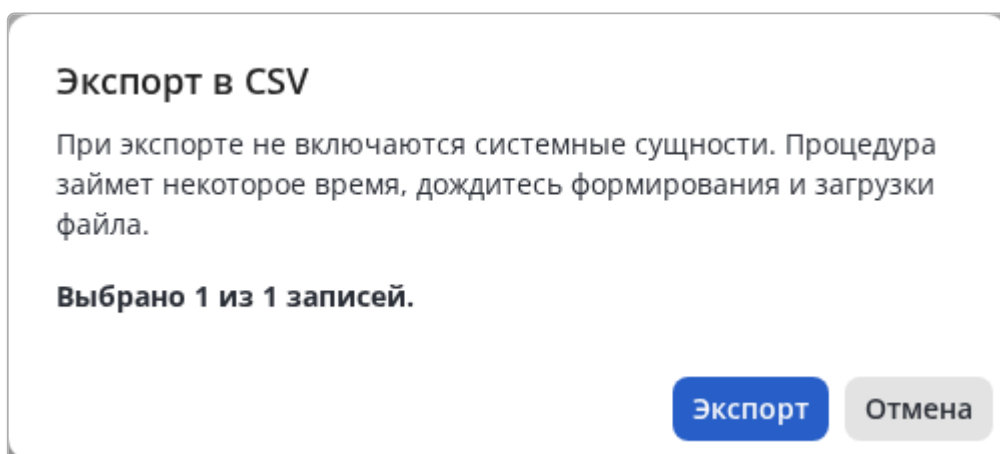 Экспорт в CSV
При экспорте не включаются системные сущности. Процедура
займет некоторое время, дождитесь формирования и загрузки
файла.
Выбрано 1 из 1 записей.
Экспорт Отмена